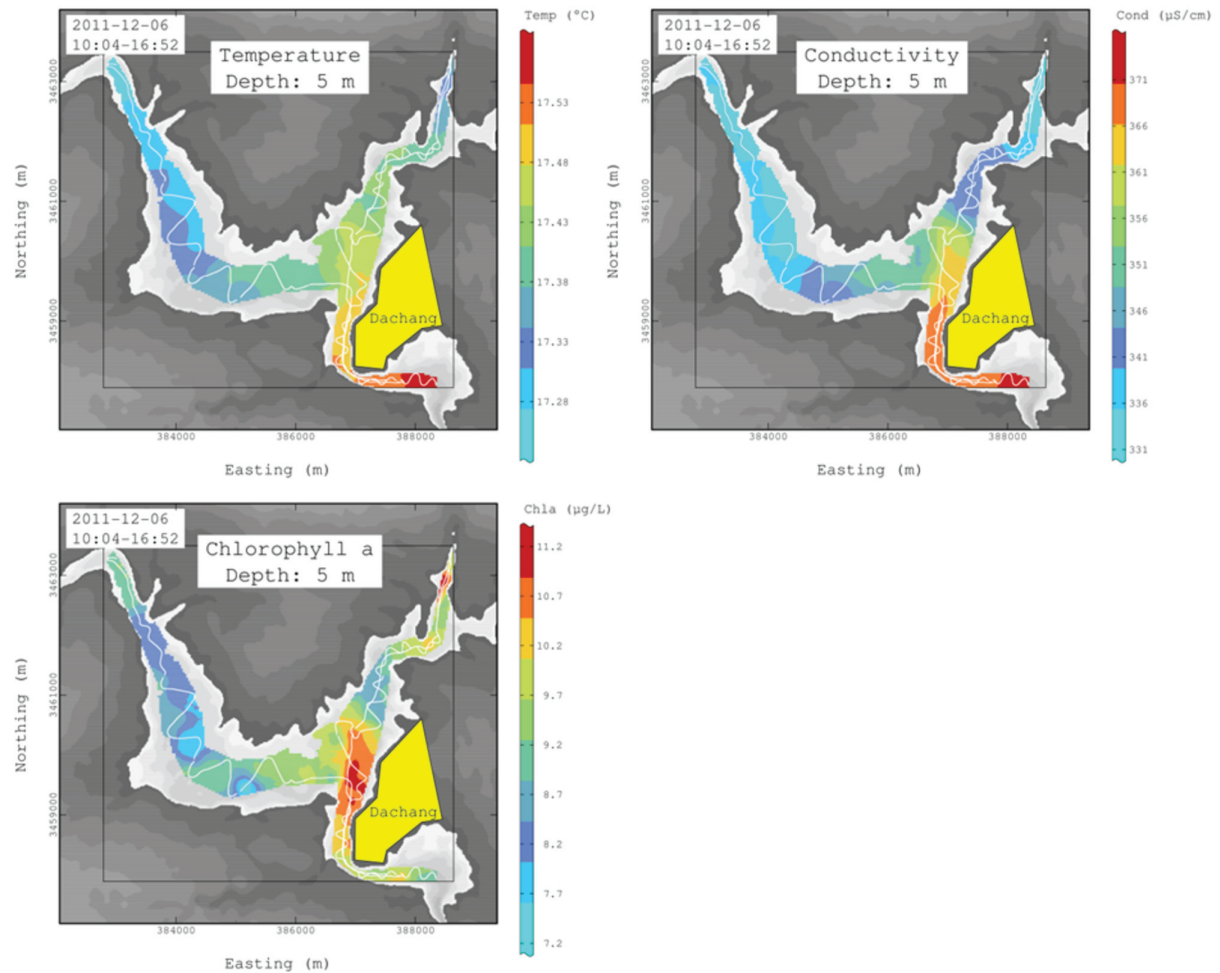 Temp (°C)
2011-12-06
10:04-16:52
Temperature
Depth: 5 m
17.53
17.48
17.43
17.38
17.33
17.28
Northing (m)
3463000
3461000
3459000
Dachang
384000
386000
388000
Easting (m)
Cond (µS/cm)
2011-12-06
10:04-16:52
Conductivity
Depth: 5 m
371
366
361
356
351
346
341
336
331
Northing (m)
3463000
3461000
3459000
Dachang
384000
386000
388000
Easting (m)
Chla (µg/L)
2011-12-06
10:04-16:52
Chlorophyll a
Depth: 5 m
11.2
10.7
10.2
9.7
9.2
8.7
8.2
7.7
7.2
Northing (m)
3463000
3461000
3459000
Dachang
384000
386000
388000
Easting (m)